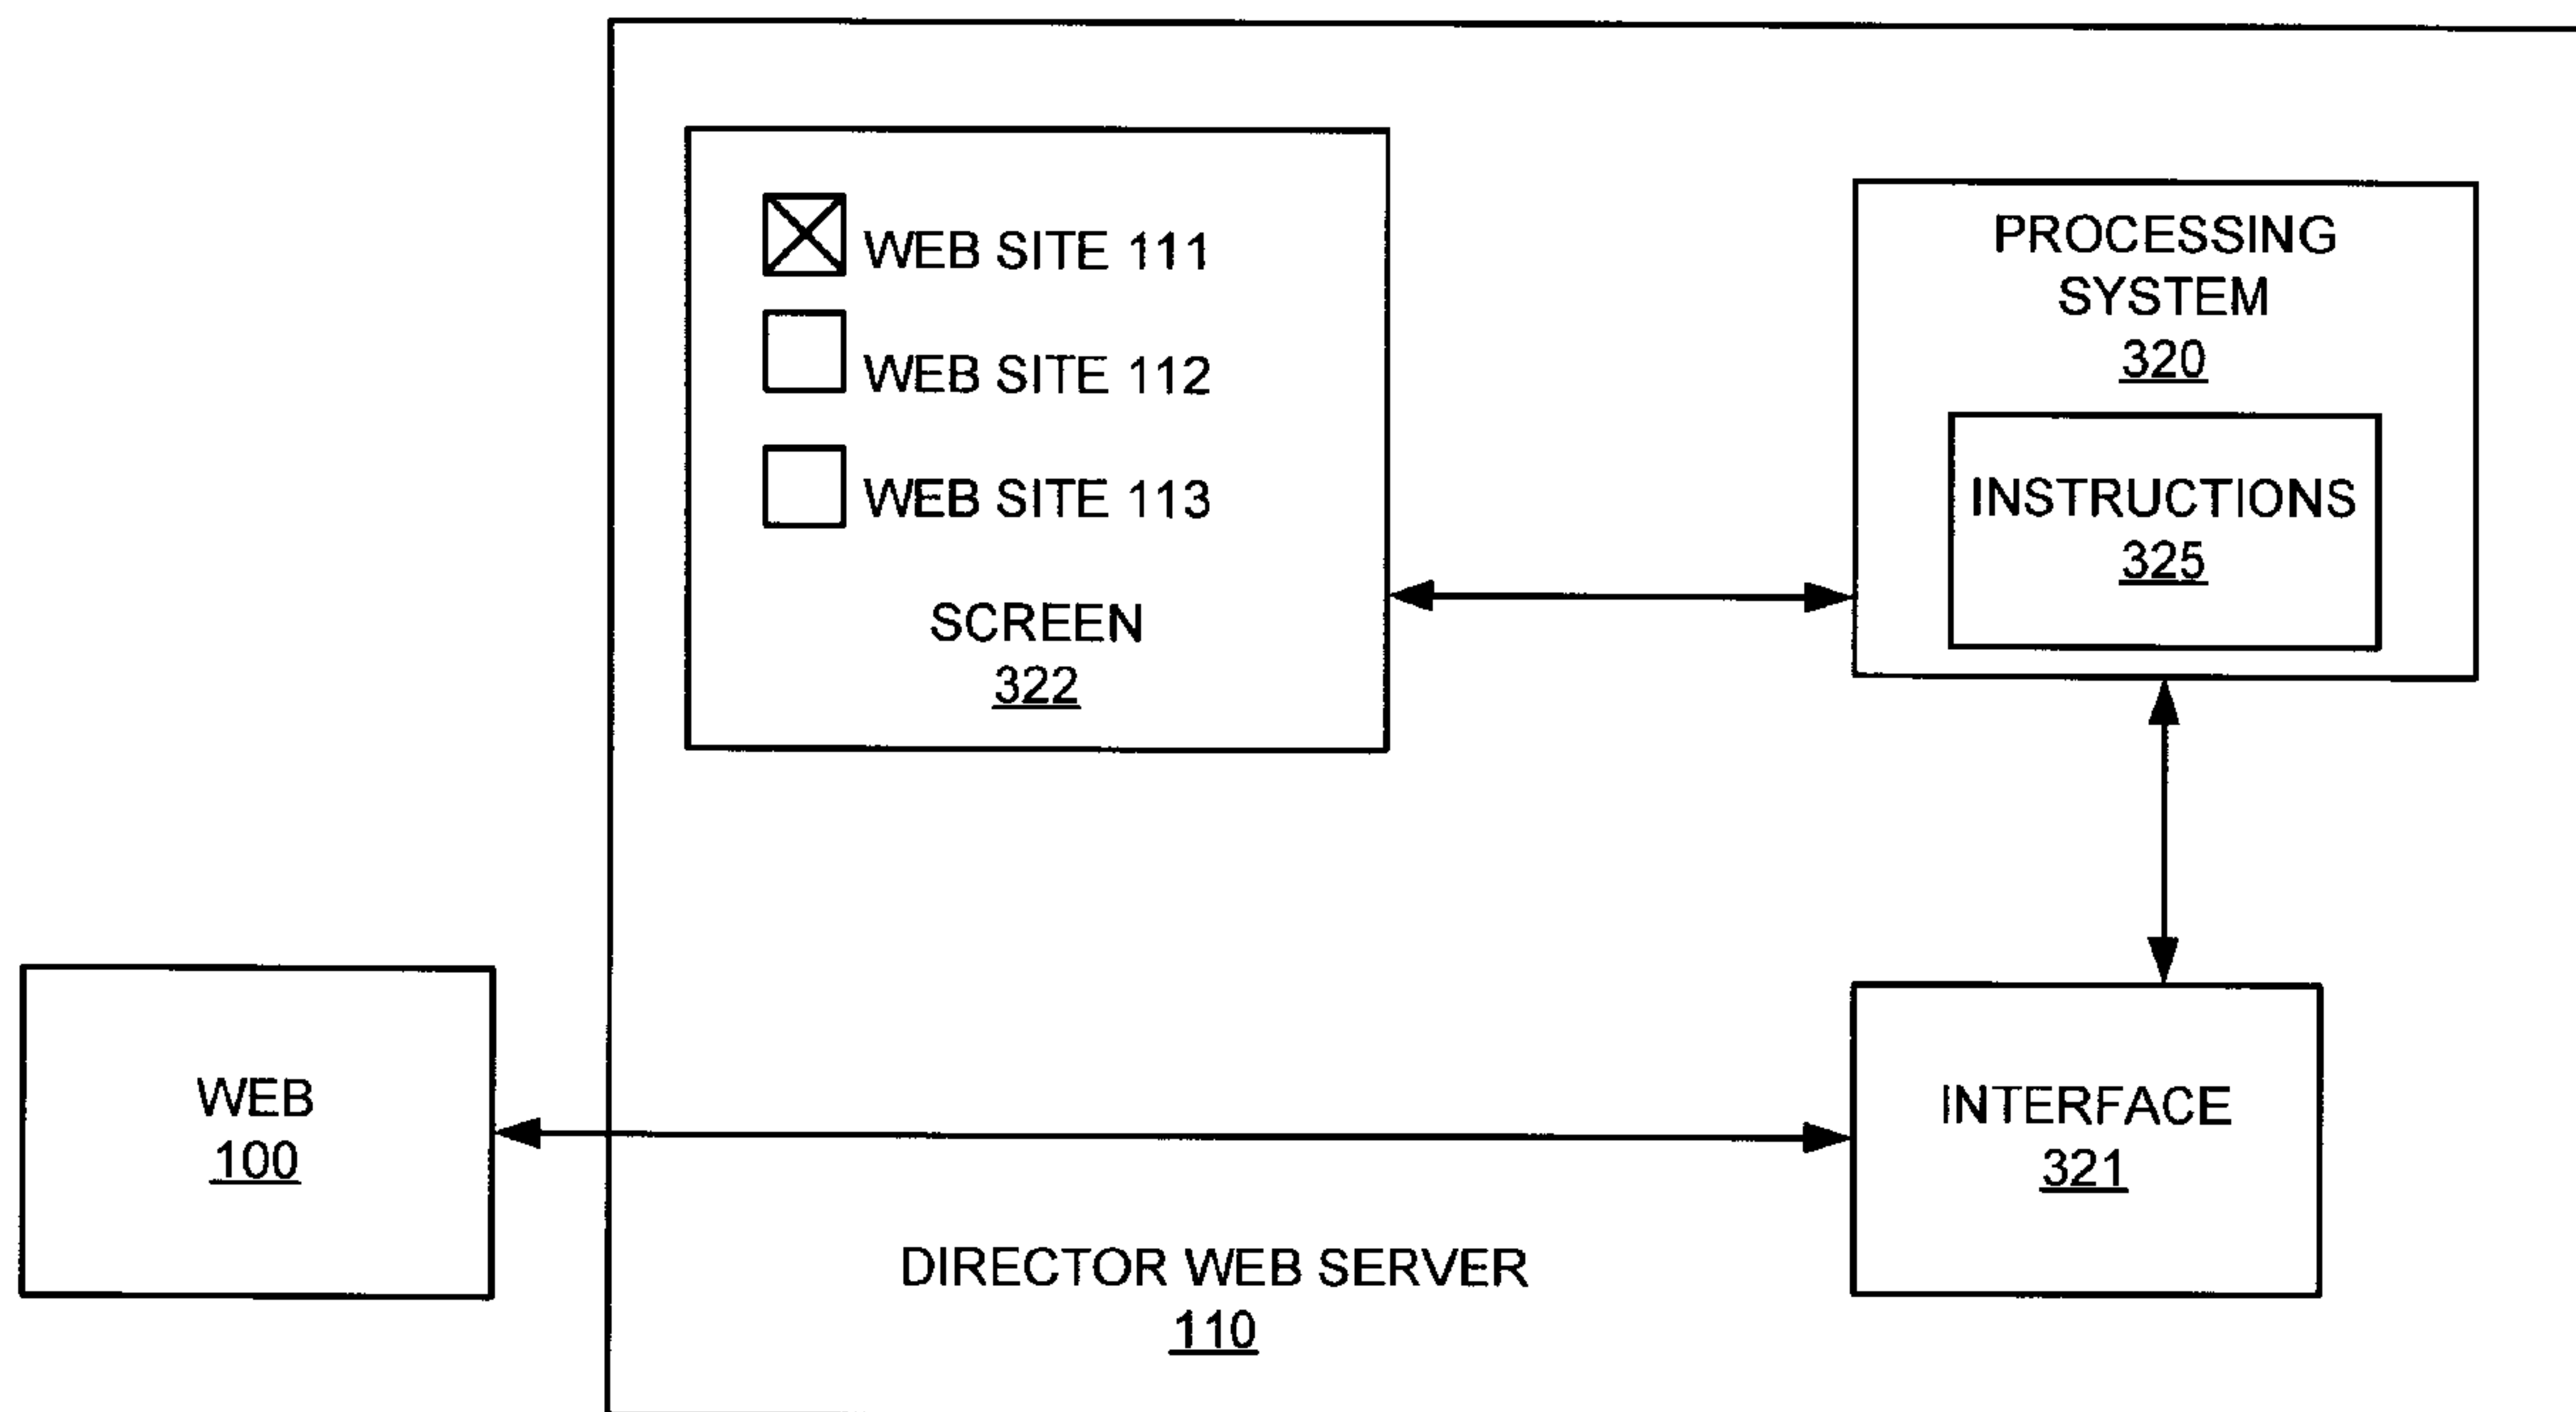 WEB SITE 111
WEB SITE 112
WEB SITE 113
SCREEN
322
PROCESSING
SYSTEM
320
INSTRUCTIONS
325
WEB
100
INTERFACE
321
DIRECTOR WEB SERVER
110